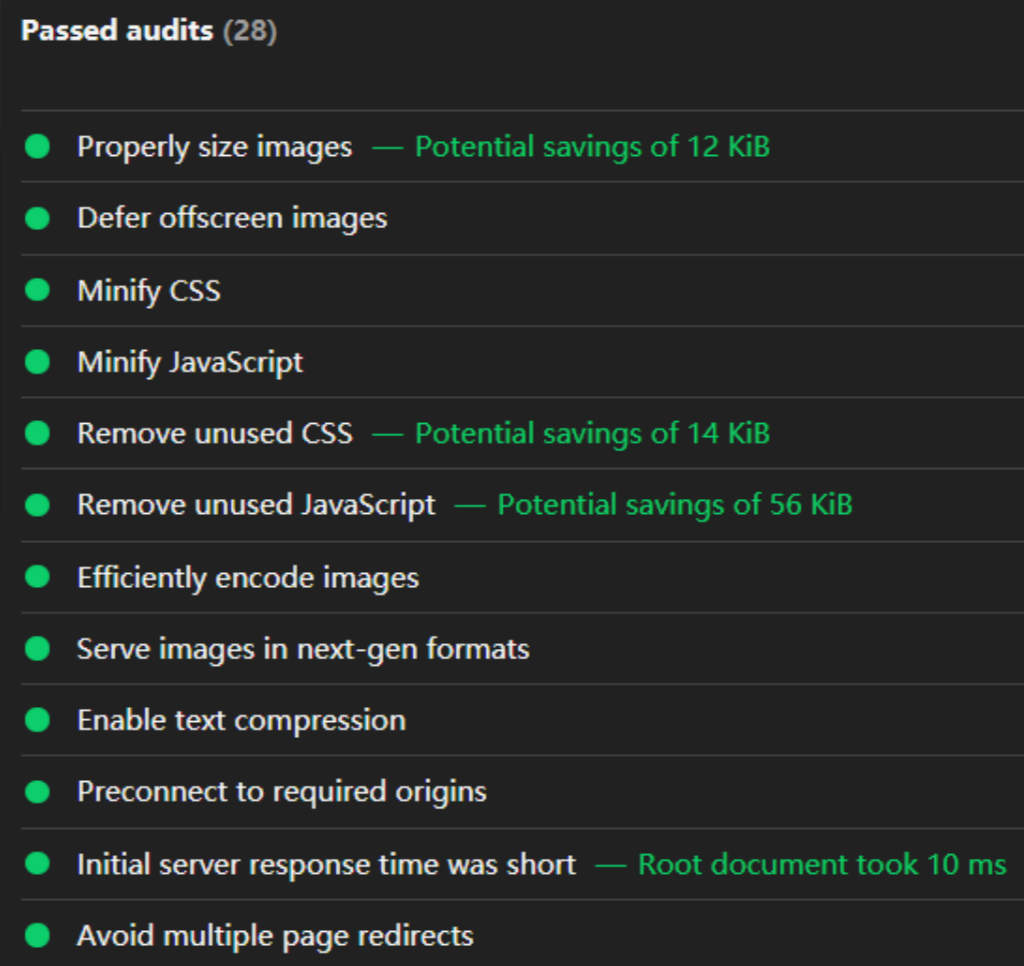 Passed audits (28)
Properly size images — Potential savings of 12 KiB
Defer offscreen images
Minify CSS
Minify JavaScript
Remove unused CSS — Potential savings of 14 KiB
Remove unused JavaScript — Potential savings of 56 KiB
Efficiently encode images
Serve images in next-gen formats
Enable text compression
Preconnect to required origins
Initial server response time was short — Root document took 10 ms
Avoid multiple page redirects